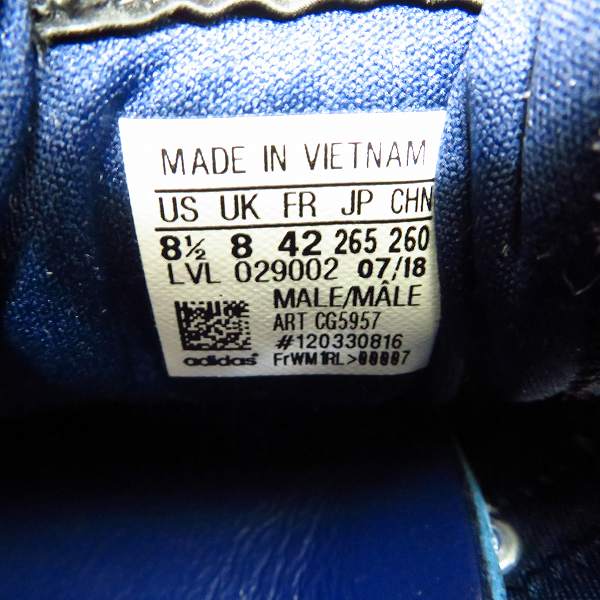 MADE IN VIETNAM
US UK FR JP CHN
8½ 8 42 265 260
LVL 029002 07/18
MALE/MÂLE
ART CG5957
#120330816
adidas FrWM1RL>00007